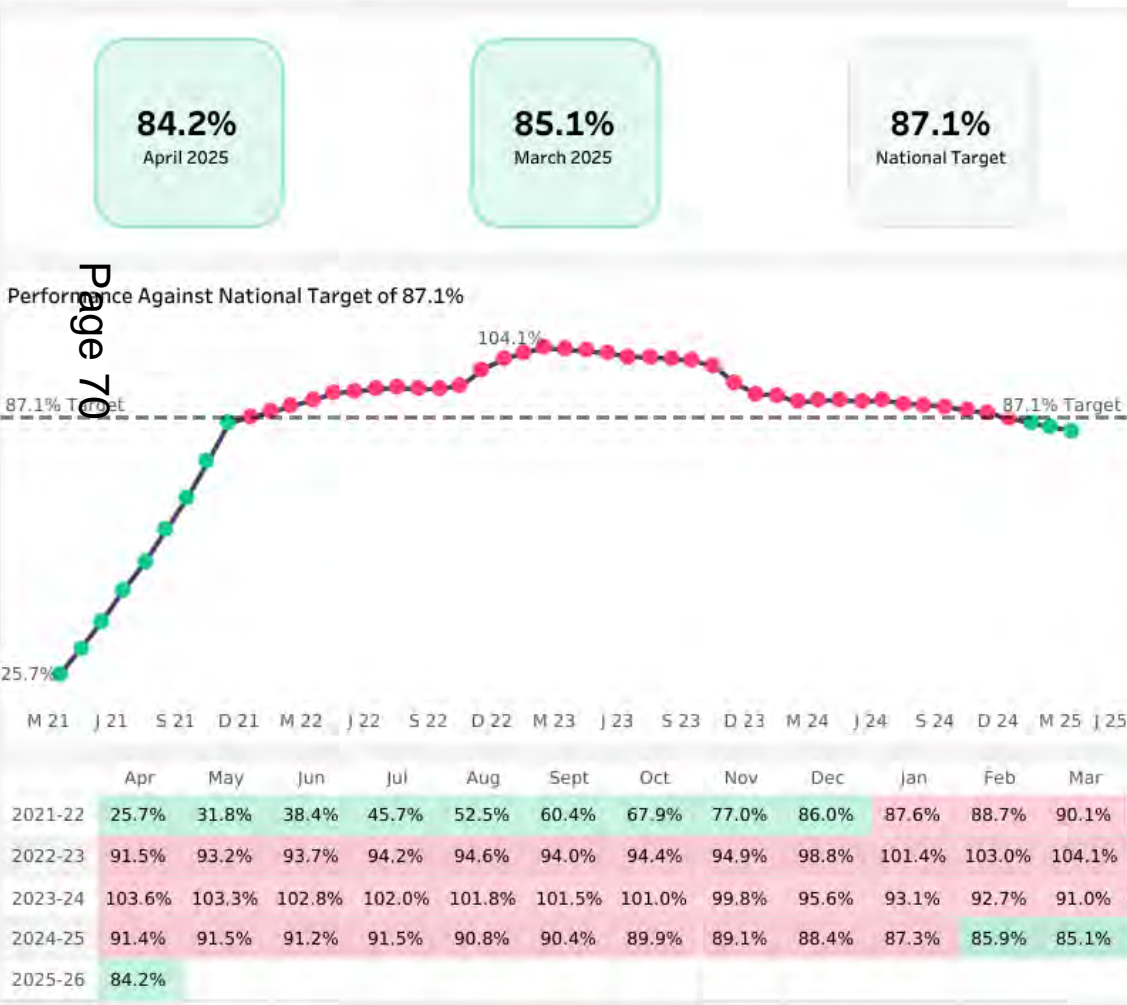 84.2% 85.1% 87.1%
April 2025 March 2025 National Target
Page 70
Performance Against National Target of 87.1%
104.1%
87.1% Target 87.1% Target
25.7%
M 21 J 21 S 21 D 21 M 22 J 22 S 22 D 22 M 23 J 23 S 23 D 23 M 24 J 24 S 24 D 24 M 25 J 25
Apr May Jun Jul Aug Sept Oct Nov Dec Jan Feb Mar
2021-22 25.7% 31.8% 38.4% 45.7% 52.5% 60.4% 67.9% 77.0% 86.0% 87.6% 88.7% 90.1%
2022-23 91.5% 93.2% 93.7% 94.2% 94.6% 94.0% 94.4% 94.9% 98.8% 101.4% 103.0% 104.1%
2023-24 103.6% 103.3% 102.8% 102.0% 101.8% 101.5% 101.0% 99.8% 95.6% 93.1% 92.7% 91.0%
2024-25 91.4% 91.5% 91.2% 91.5% 90.8% 90.4% 89.9% 89.1% 88.4% 87.3% 85.9% 85.1%
2025-26 84.2%